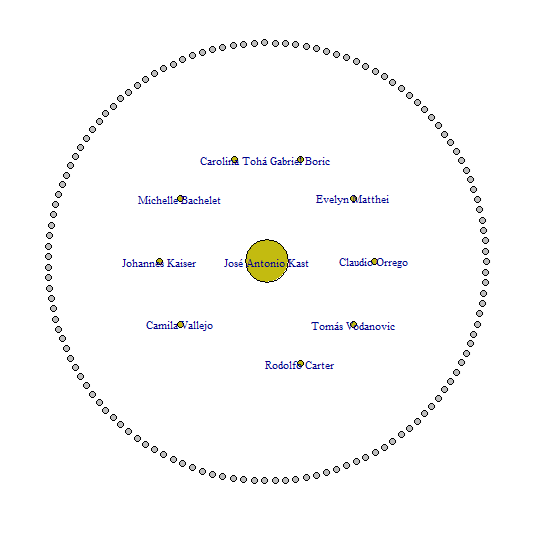 Carolina Tohá Gabriel Boric
Michelle Bachelet
Evelyn Matthei
Johannes Kaiser
José Antonio Kast
Claudio Orrego
Camila Vallejo
Tomás Vodanovic
Rodolfo Carter